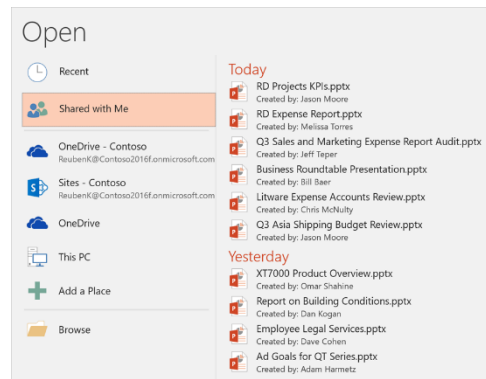 Open
Recent
Shared with Me
OneDrive - Contoso
ReubenK@Contoso2016f.onmicrosoft.com
Sites - Contoso
ReubenK@Contoso2016f.onmicrosoft.com
OneDrive
This PC
Add a Place
Browse
Today
RD Projects KPIs.pptx
Created by: Jason Moore
RD Expense Report.pptx
Created by: Melissa Torres
Q3 Sales and Marketing Expense Report Audit.pptx
Created by: Jeff Teper
Business Roundtable Presentation.pptx
Created by: Bill Baer
Litware Expense Accounts Review.pptx
Created by: Chris McNulty
Q3 Asia Shipping Budget Review.pptx
Created by: Jason Moore
Yesterday
XT7000 Product Overview.pptx
Created by: Omar Shahine
Report on Building Conditions.pptx
Created by: Dan Kogan
Employee Legal Services.pptx
Created by: Dave Cohen
Ad Goals for QT Series.pptx
Created by: Adam Harmetz